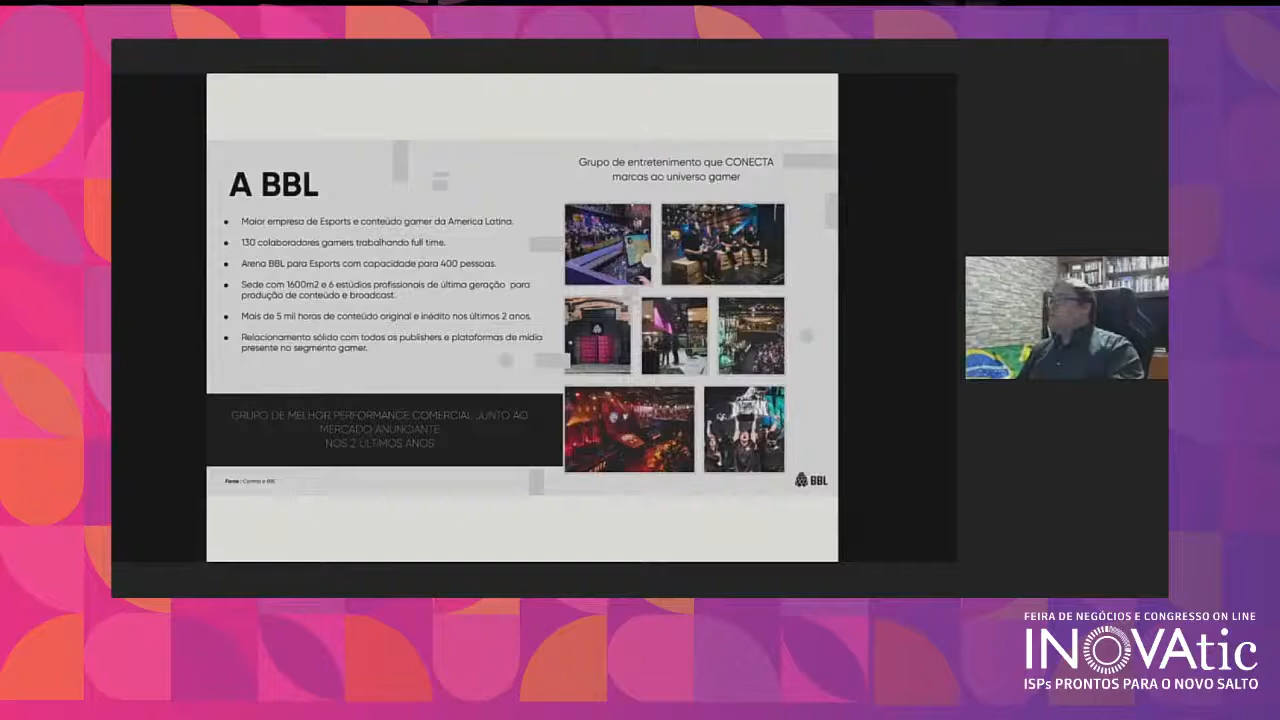 A BBL
Maior empresa de Esports e conteúdo gamer da America Latina.
130 colaboradores gamers trabalhando full time.
Arena BBL para Esports com capacidade para 400 pessoas.
Sede com 1600m2 e 6 estúdios profissionais de última geração para
produção de conteúdo e broadcast.
Mais de 5 mil horas de conteúdo original e inédito nos últimos 2 anos.
Relacionamento sólido com todos os publishers e plataformas de mídia
presente no segmento gamer.
GRUPO DE MELHOR PERFORMANCE COMERCIAL JUNTO AO
MERCADO ANUNCIANTE
NOS 2 ÚLTIMOS ANOS
Grupo de entretenimento que CONECTA
marcas ao universo gamer
BBL
FEIRA DE NEGÓCIOS E CONGRESSO ON LINE
INOVAtic
ISPs PRONTOS PARA O NOVO SALTO